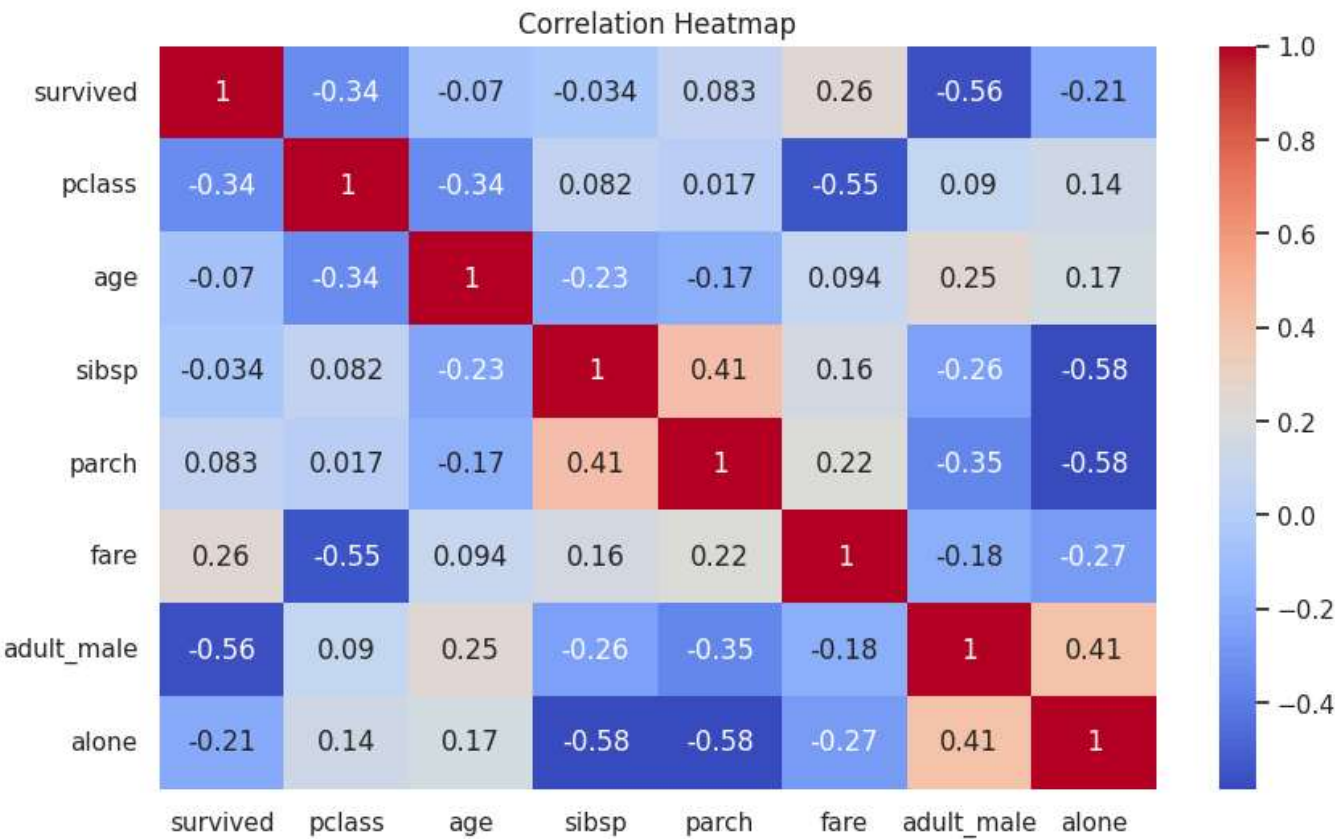 Correlation Heatmap
survived 1 -0.34 -0.07 -0.034 0.083 0.26 -0.56 -0.21
pclass -0.34 1 -0.34 0.082 0.017 -0.55 0.09 0.14
age -0.07 -0.34 1 -0.23 -0.17 0.094 0.25 0.17
sibsp -0.034 0.082 -0.23 1 0.41 0.16 -0.26 -0.58
parch 0.083 0.017 -0.17 0.41 1 0.22 -0.35 -0.58
fare 0.26 -0.55 0.094 0.16 0.22 1 -0.18 -0.27
adult_male -0.56 0.09 0.25 -0.26 -0.35 -0.18 1 0.41
alone -0.21 0.14 0.17 -0.58 -0.58 -0.27 0.41 1
survived pclass age sibsp parch fare adult_male alone
1.0
0.8
0.6
0.4
0.2
0.0
−0.2
−0.4